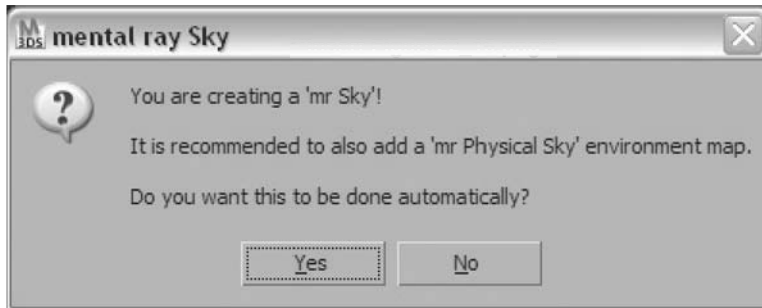 M
3DS
mental ray Sky
You are creating a 'mr Sky'!
It is recommended to also add a 'mr Physical Sky' environment map.
Do you want this to be done automatically?
Yes
No